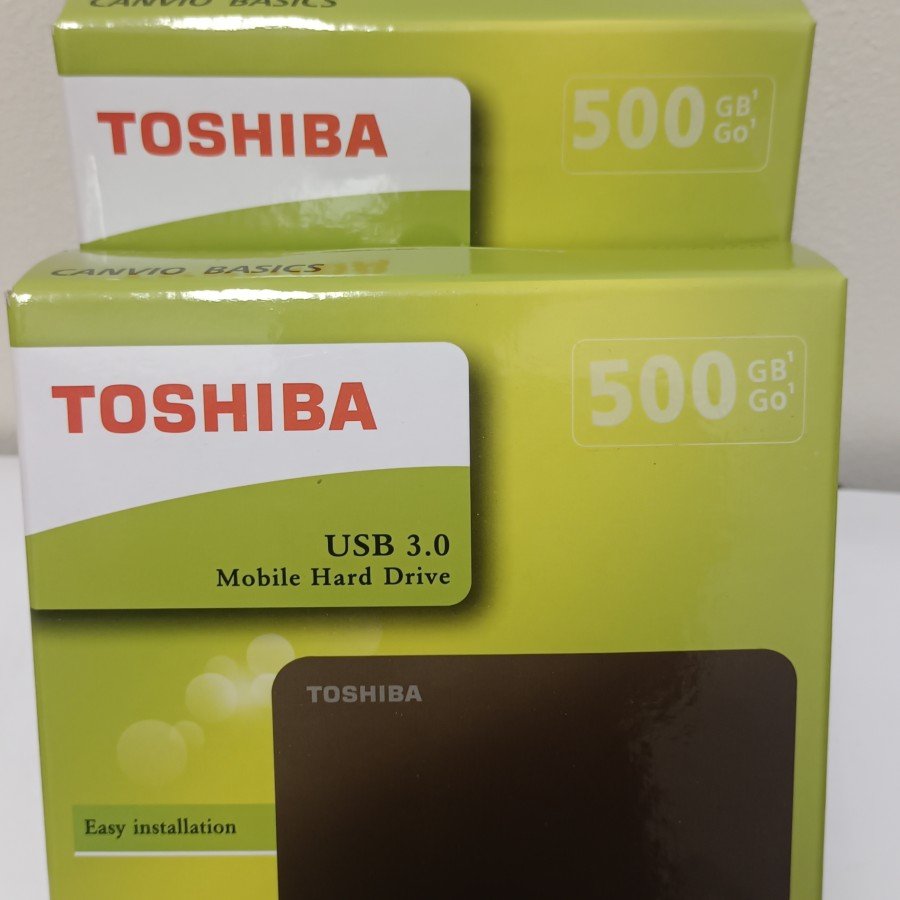 CANVIO BASICS
TOSHIBA
500 GB¹
Go¹
CANVIO BASICS
TOSHIBA
500 GB¹
Go¹
USB 3.0
Mobile Hard Drive
TOSHIBA
Easy installation